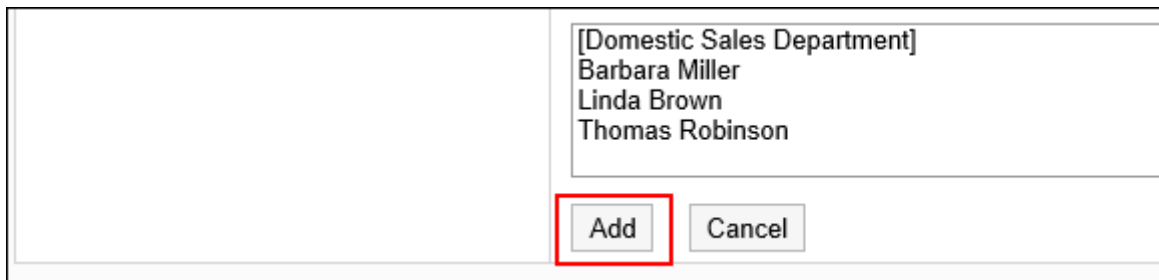 [Domestic Sales Department]
Barbara Miller
Linda Brown
Thomas Robinson
Add Cancel